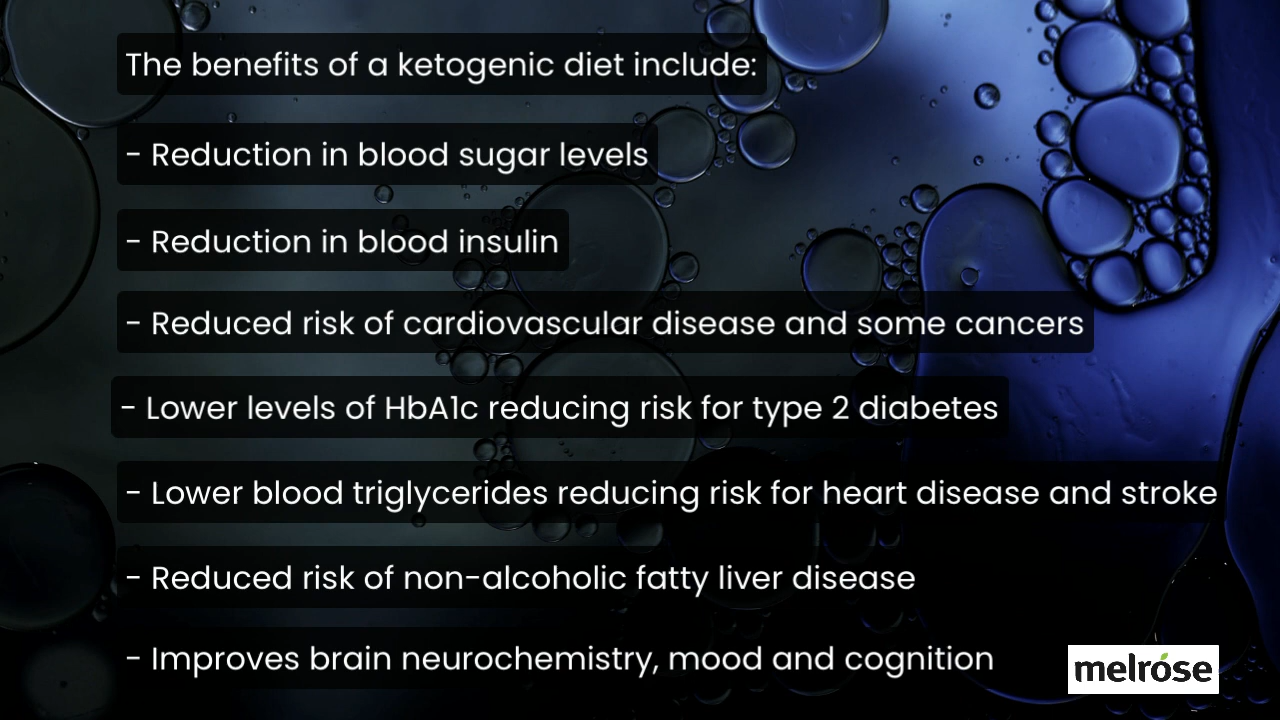 The benefits of a ketogenic diet include:
- Reduction in blood sugar levels
- Reduction in blood insulin
- Reduced risk of cardiovascular disease and some cancers
- Lower levels of HbA1c reducing risk for type 2 diabetes
- Lower blood triglycerides reducing risk for heart disease and stroke
- Reduced risk of non-alcoholic fatty liver disease
- Improves brain neurochemistry, mood and cognition
melrose